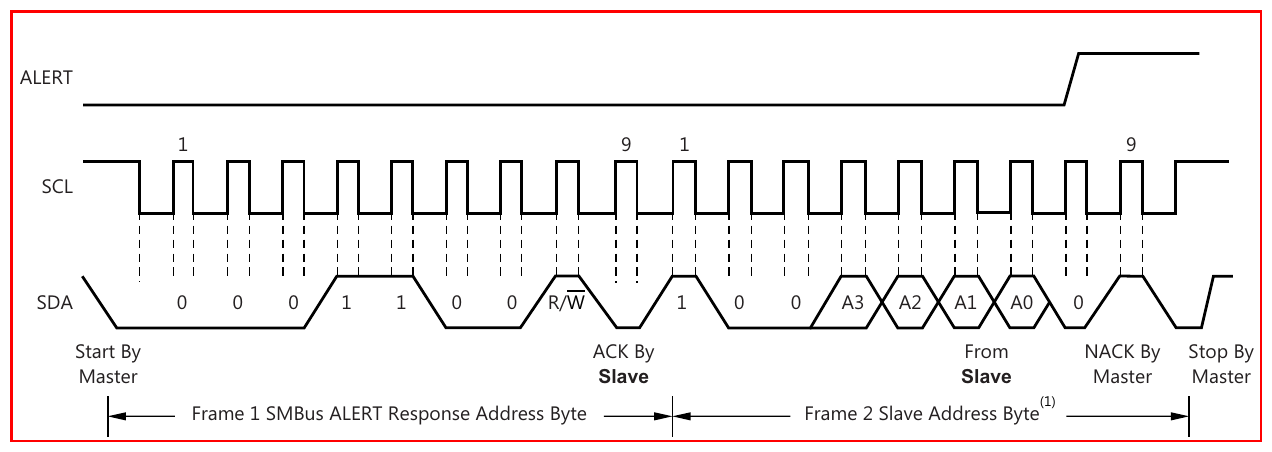 ALERT
1 9 1 9
SCL
SDA 0 0 0 1 1 0 0 R/W̅ 1 0 0 A3 A2 A1 A0 0
Start By Master
ACK By Slave
From Slave
NACK By Master
Stop By Master
Frame 1 SMBus ALERT Response Address Byte
Frame 2 Slave Address Byte(1)